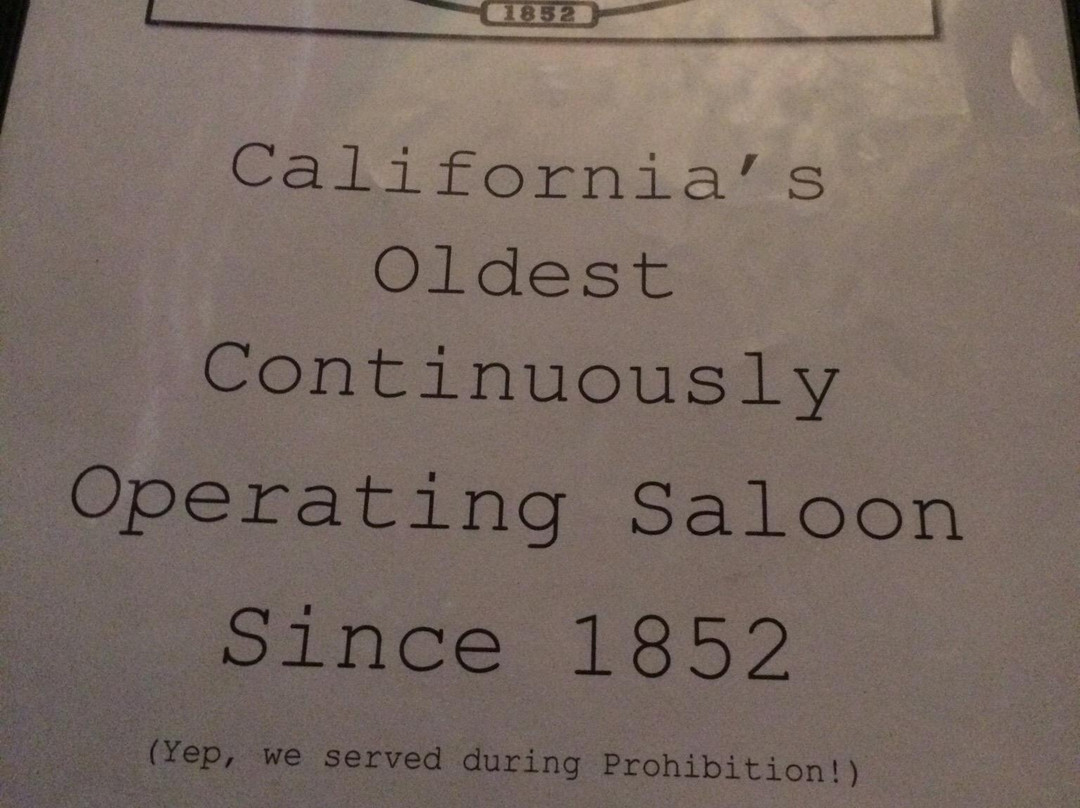 1852
California's
Oldest
Continuously
Operating Saloon
Since 1852
(Yep, we served during Prohibition!)